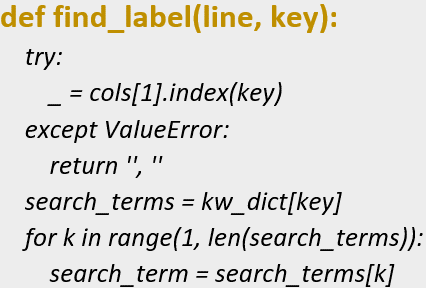 def find_label(line, key):
    try:
        _ = cols[1].index(key)
    except ValueError:
        return '', ''
    search_terms = kw_dict[key]
    for k in range(1, len(search_terms)):
        search_term = search_terms[k]